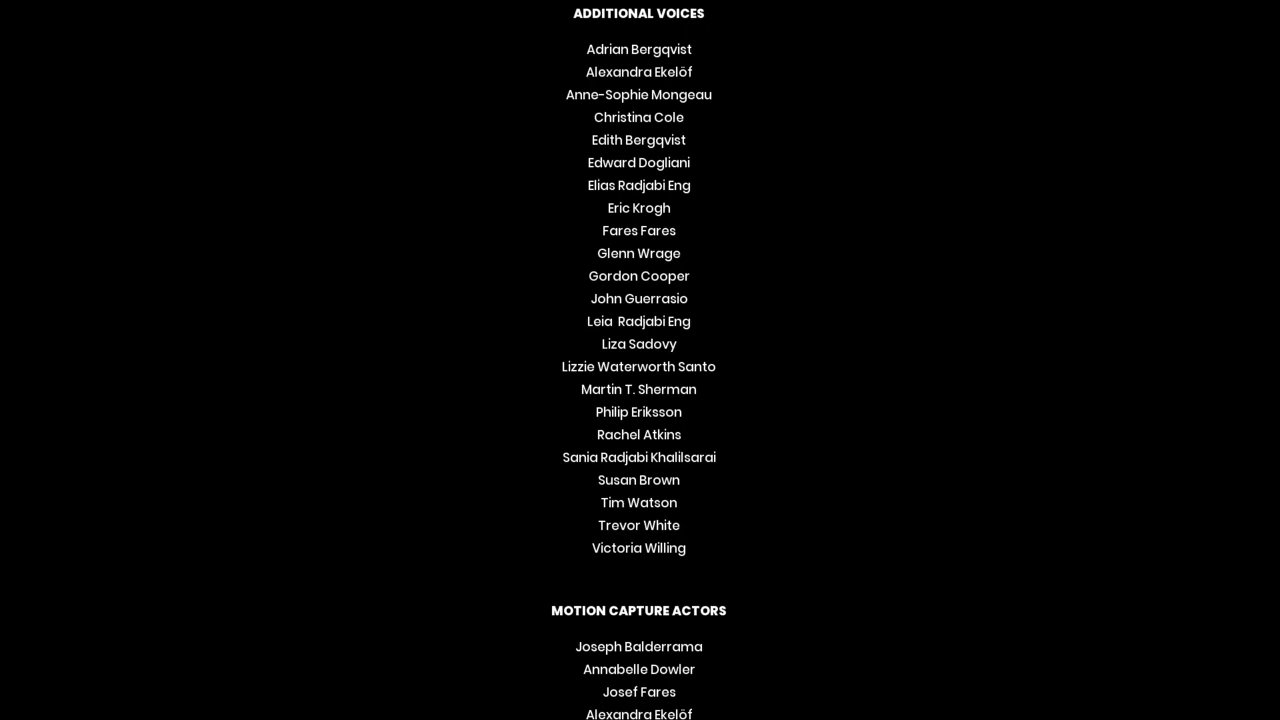 ADDITIONAL VOICES
Adrian Bergqvist
Alexandra Ekelöf
Anne-Sophie Mongeau
Christina Cole
Edith Bergqvist
Edward Dogliani
Elias Radjabi Eng
Eric Krogh
Fares Fares
Glenn Wrage
Gordon Cooper
John Guerrasio
Leia  Radjabi Eng
Liza Sadovy
Lizzie Waterworth Santo
Martin T. Sherman
Philip Eriksson
Rachel Atkins
Sania Radjabi Khalilsarai
Susan Brown
Tim Watson
Trevor White
Victoria Willing
MOTION CAPTURE ACTORS
Joseph Balderrama
Annabelle Dowler
Josef Fares
Alexandra Ekelöf